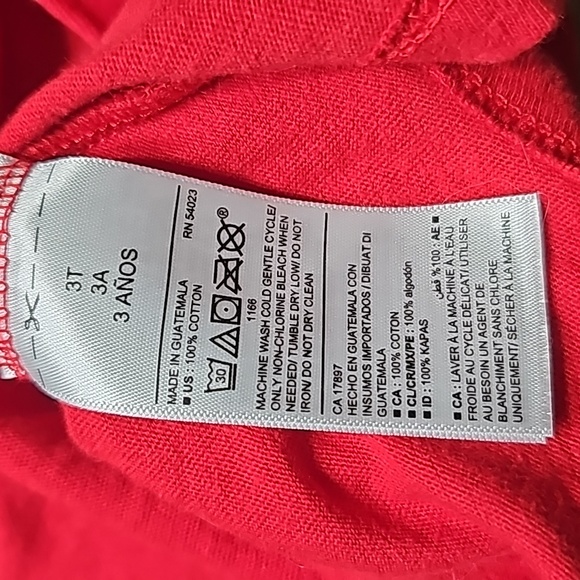 3T
3A
3 AÑOS
RN 54023
MADE IN GUATEMALA
■ US : 100% COTTON
30
®
1166
MACHINE WASH COLD GENTLE CYCLE/
ONLY NON-CHLORINE BLEACH WHEN
NEEDED/ TUMBLE DRY LOW/ DO NOT
IRON/ DO NOT DRY CLEAN
CA 17897
HECHO EN GUATEMALA CON
INSUMOS IMPORTADOS / DIBUAT DI
GUATEMALA
■ CA : 100% COTON
■ CL/CR/MX/PE : 100% algodón
■ ID : 100% KAPAS
■ AE : 100 % قطن
■ CA : LAVER À LA MACHINE À L'EAU
FROIDE AU CYCLE DÉLICAT/ UTILISER
AU BESOIN UN AGENT DE
BLANCHIMENT SANS CHLORE
UNIQUEMENT/ SÉCHER À LA MACHINE